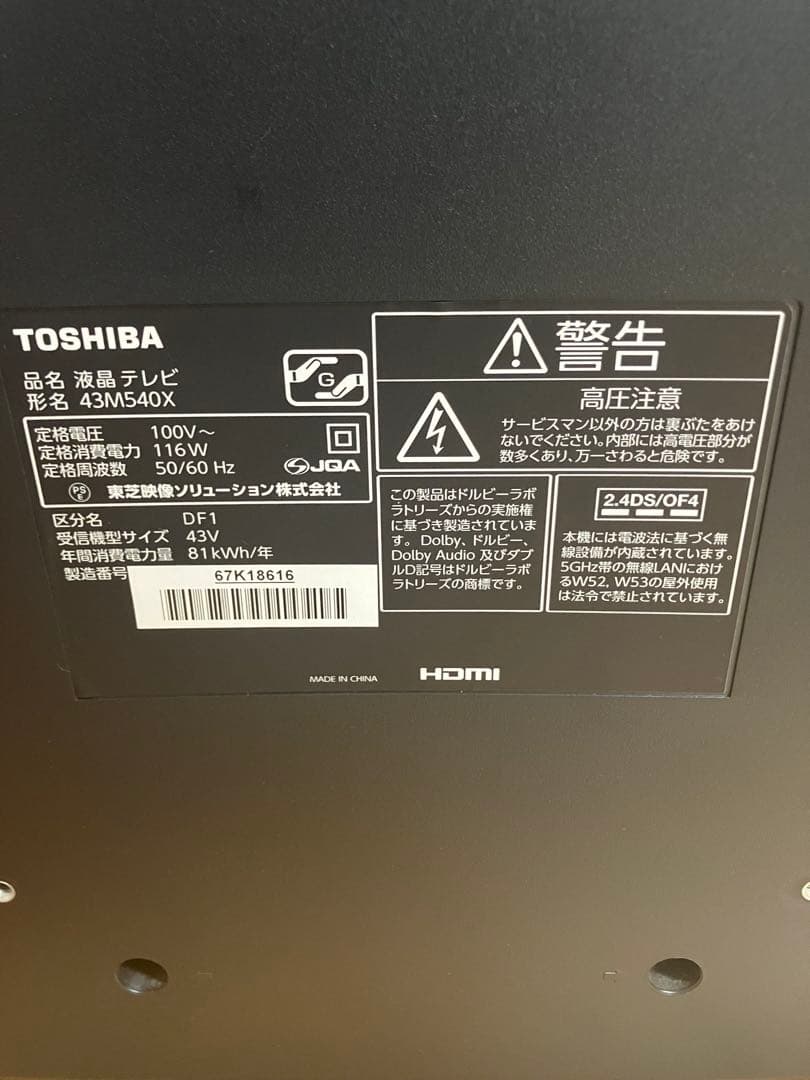 TOSHIBA
品名 液晶テレビ
形名 43M540X
G
定格電圧 100V～
定格消費電力 116W
定格周波数 50/60 Hz
JQA
PS
E
東芝映像ソリューション株式会社
区分名 DF1
受信機型サイズ 43V
年間消費電力量 81kWh/年
製造番号
67K18616
警告
高圧注意
サービスマン以外の方は裏ぶたをあけ
ないでください。内部には高電圧部分が
数多くあり、万一さわると危険です。
この製品はドルビーラボ
ラトリーズからの実施権
に基づき製造されていま
す。Dolby、ドルビー、
Dolby Audio 及びダブ
ルD記号はドルビーラボ
ラトリーズの商標です。
2.4DS/OF4
本機には電波法に基づく無
線設備が内蔵されています。
5GHz帯の無線LANにおけ
るW52, W53の屋外使用
は法令で禁止されています。
MADE IN CHINA
HDMI